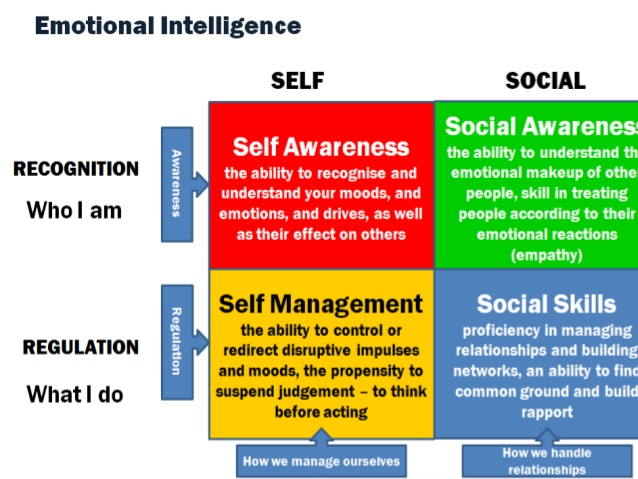 Emotional Intelligence
SELF
SOCIAL
RECOGNITION
Who I am
Awareness
Self Awareness
the ability to recognise and
understand your moods, and
emotions, and drives, as well
as their effect on others
Social Awareness
the ability to understand th
emotional makeup of othe
people, skill in treating
people according to their
emotional reactions
(empathy)
REGULATION
What I do
Regulation
Self Management
the ability to control or
redirect disruptive impulses
and moods, the propensity to
suspend judgement – to think
before acting
Social Skills
proficiency in managing
relationships and building
networks, an ability to find
common ground and build
rapport
How we manage ourselves
How we handle
relationships